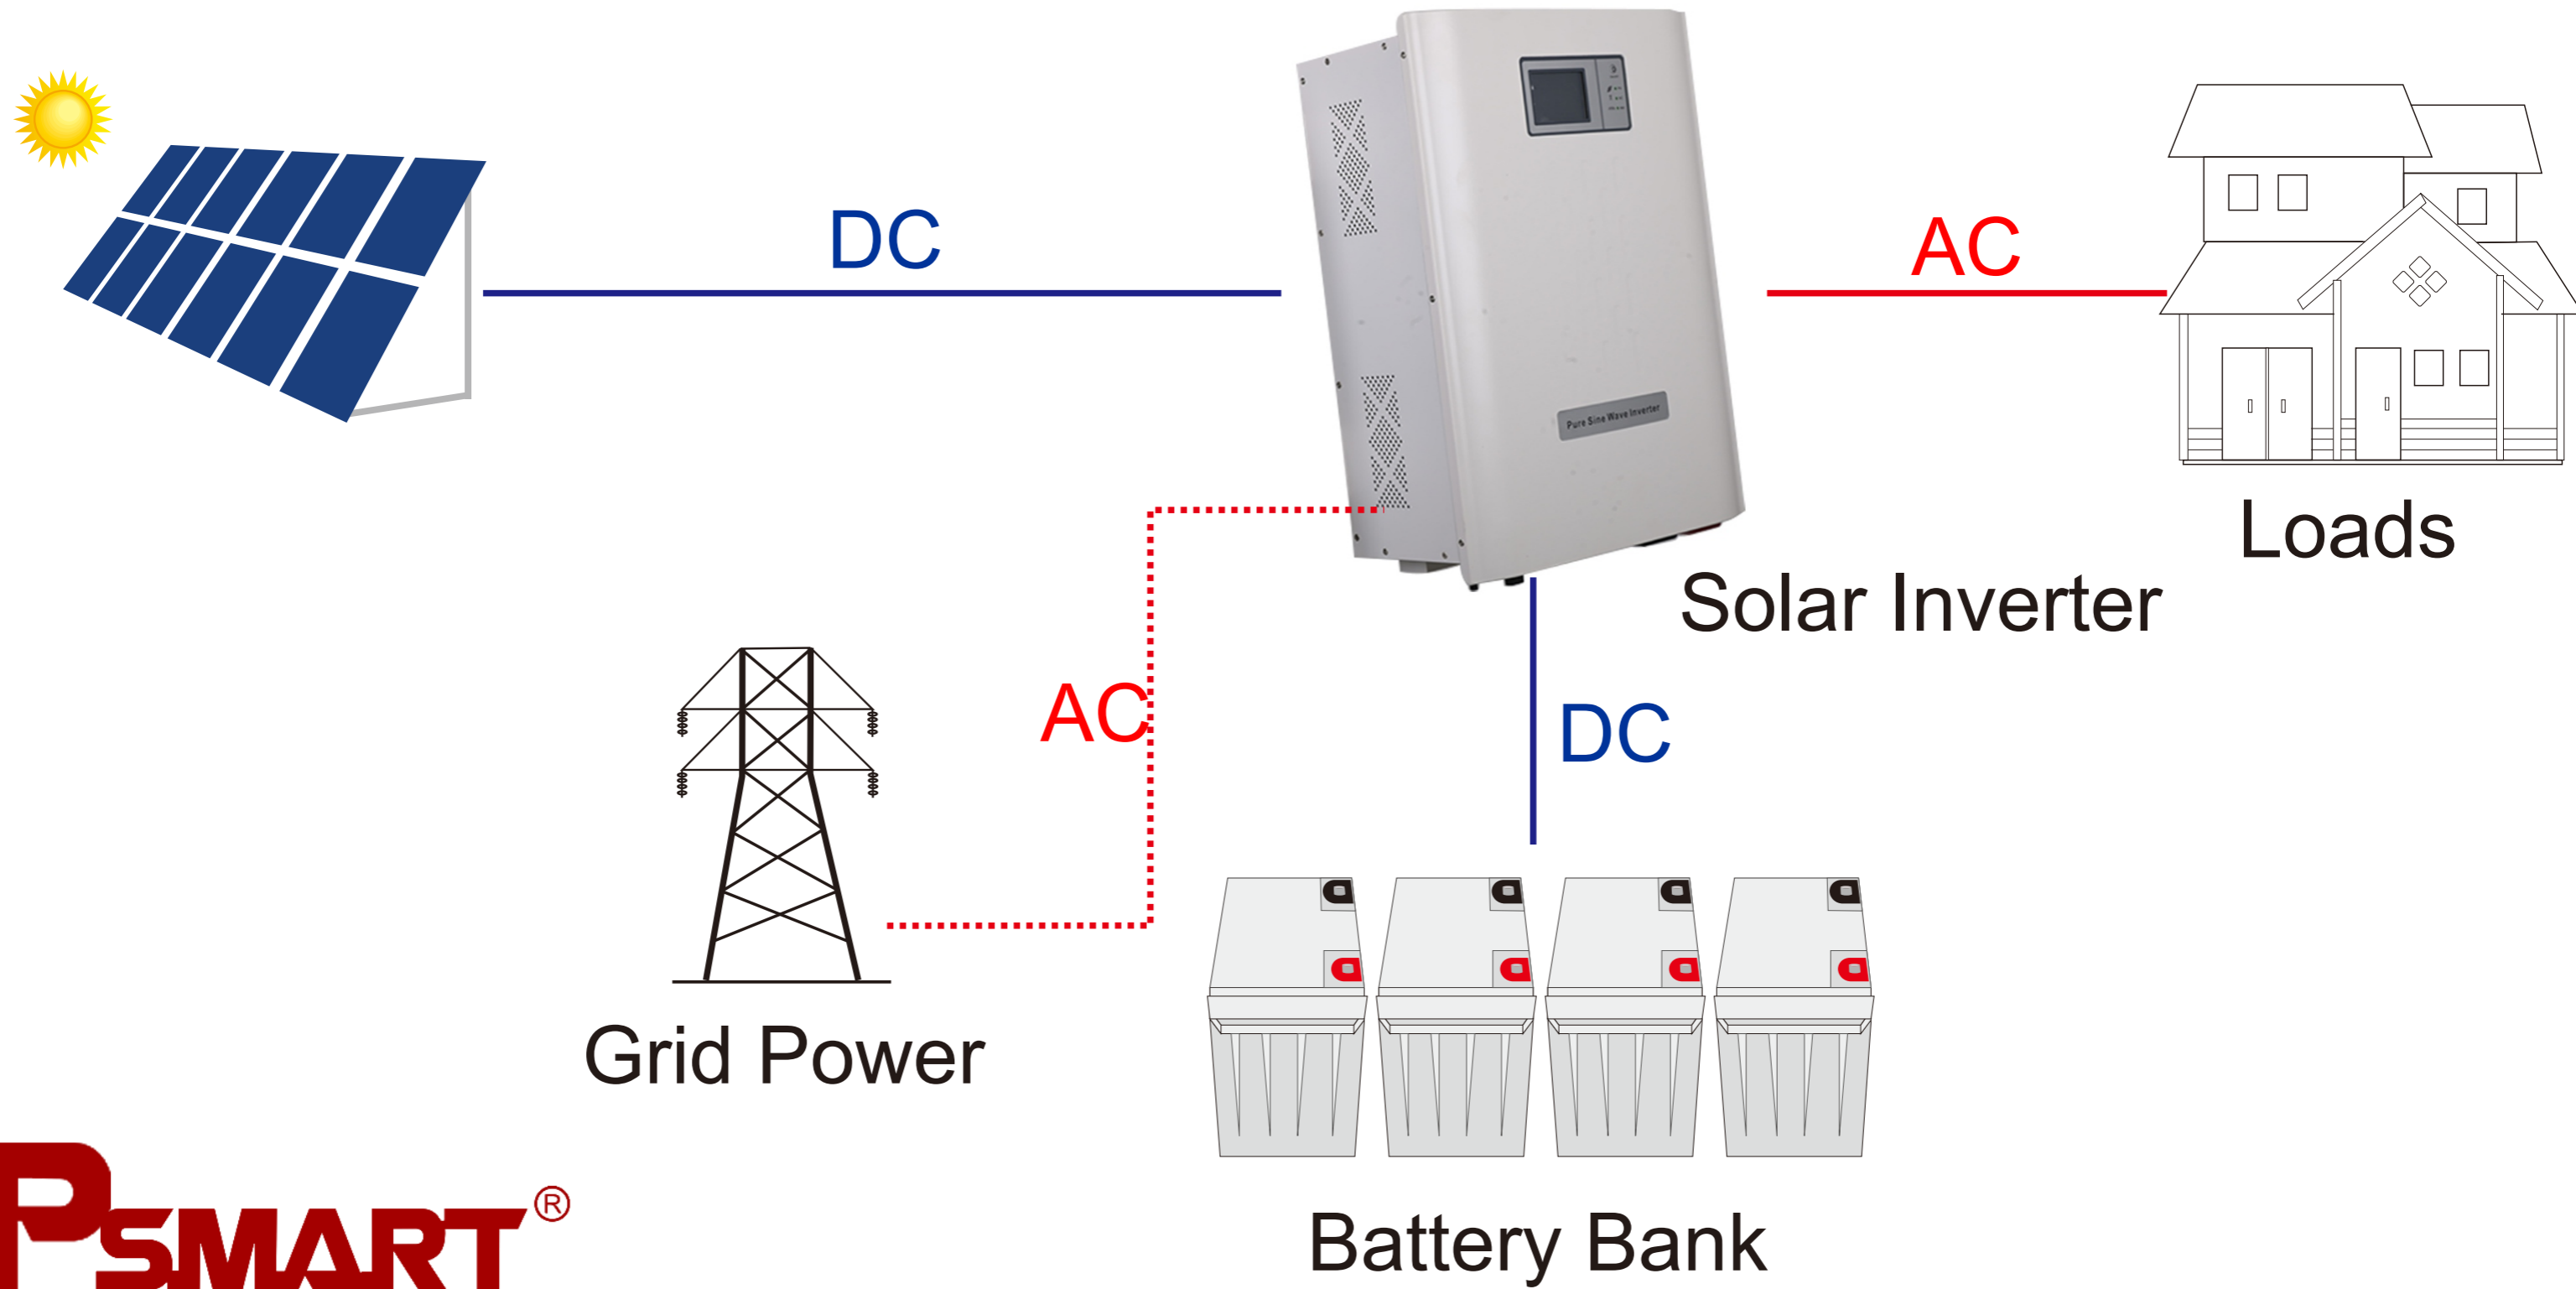 DC
AC
Pure Sine Wave Inverter
Loads
Solar Inverter
AC
DC
Grid Power
Battery Bank
PSMART®